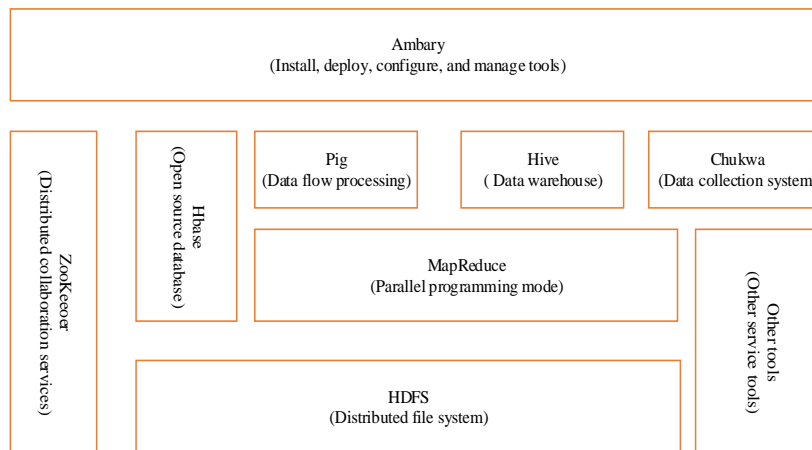 Ambary
(Install, deploy, configure, and manage tools)
ZooKeeoer
(Distributed collaboration services)
Hbase
(Open source database)
Pig
(Data flow processing)
Hive
( Data warehouse)
Chukwa
(Data collection system
MapReduce
(Parallel programming mode)
Other tools
(Other service tools)
HDFS
(Distributed file system)